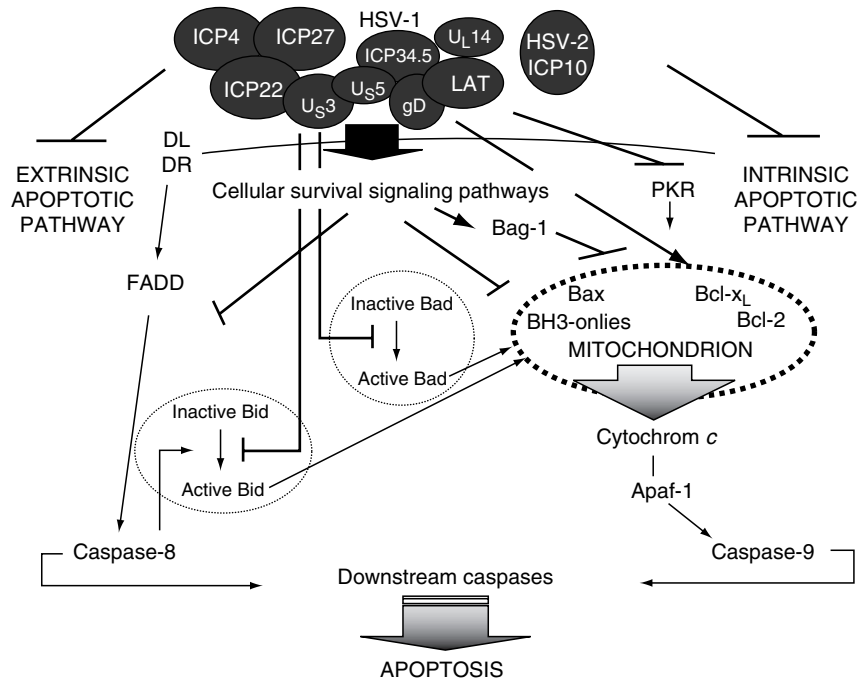 HSV-1
ICP4
ICP27
ICP34.5
UL14
HSV-2
ICP10
ICP22
US3
US5
gD
LAT
DL
DR
EXTRINSIC
APOPTOTIC
PATHWAY
INTRINSIC
APOPTOTIC
PATHWAY
Cellular survival signaling pathways
PKR
Bag-1
FADD
Inactive Bad
Active Bad
Bax
Bcl-xL
BH3-onlies
Bcl-2
MITOCHONDRION
Inactive Bid
Active Bid
Cytochrom c
Apaf-1
Caspase-8
Caspase-9
Downstream caspases
APOPTOSIS